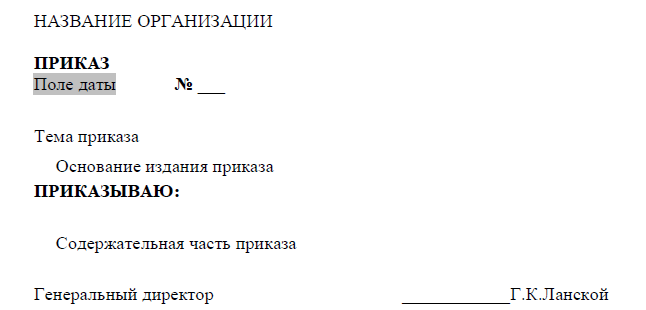 НАЗВАНИЕ ОРГАНИЗАЦИИ
ПРИКАЗ
Поле даты № ___
Тема приказа
Основание издания приказа
ПРИКАЗЫВАЮ:
Содержательная часть приказа
Генеральный директор ____________Г.К.Ланской